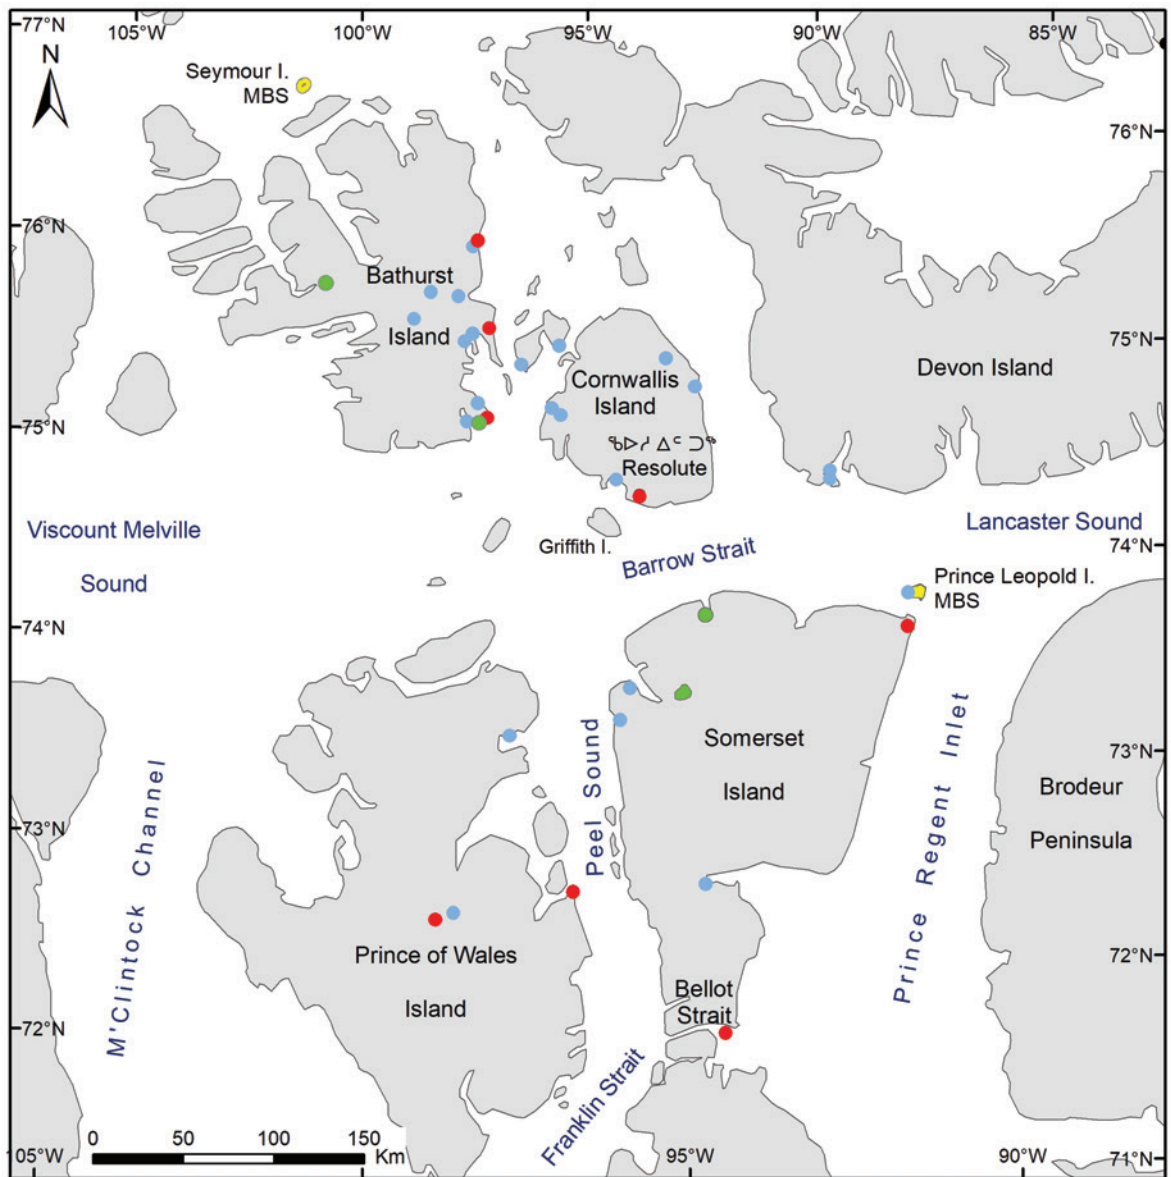 77°N
105°W
100°W
95°W
90°W
85°W
N
Seymour I.
MBS
76°N
76°N
Bathurst
Island
75°N
Devon Island
Cornwallis
Island
75°N
ᖃᐅᓱᐃᑦᑐᖅ
Resolute
Viscount Melville
Sound
Lancaster Sound
Griffith I.
Barrow Strait
74°N
Prince Leopold I.
MBS
74°N
Peel Sound
Somerset
Island
73°N
Brodeur
Peninsula
Prince Regent Inlet
M'Clintock Channel
73°N
Prince of Wales
Island
72°N
Bellot
Strait
72°N
Franklin Strait
0
50
100
150
Km
05°W
95°W
90°W
71°N